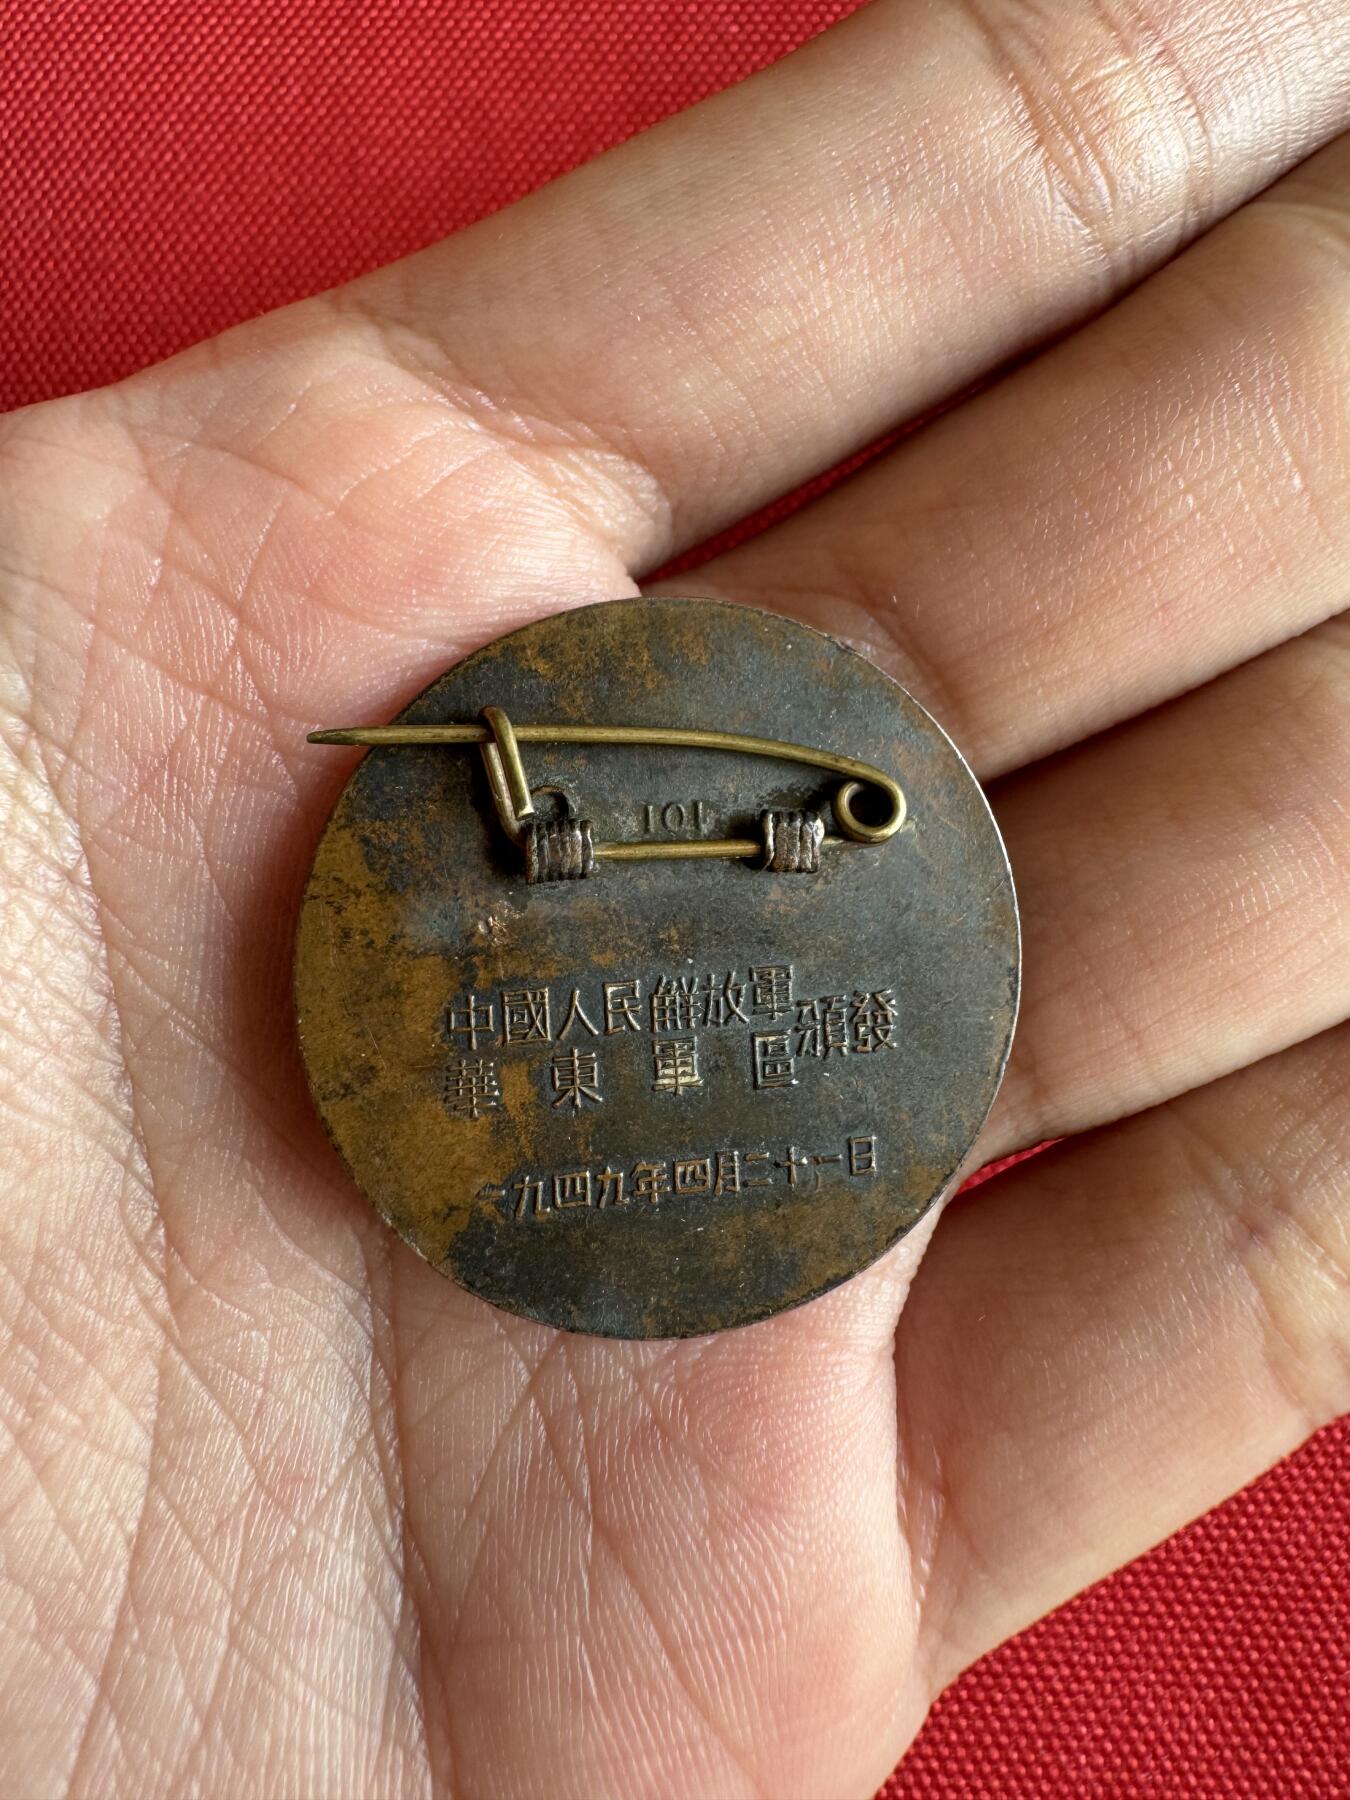 101
中國人民解放軍
華東軍區頒發
一九四九年四月二十一日